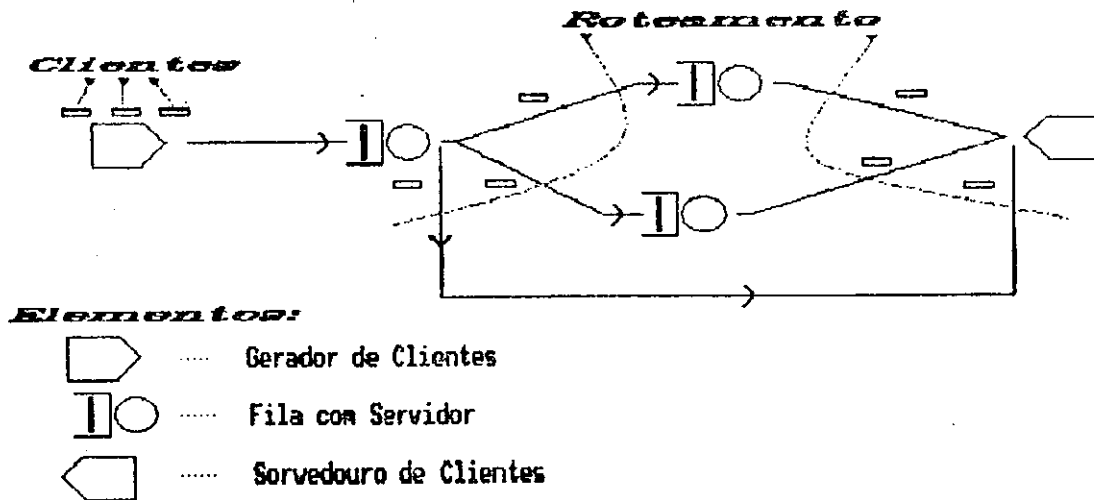 Roteamento
Clientes
Elementos:
Gerador de Clientes
Fila com Servidor
Sorvedouro de Clientes